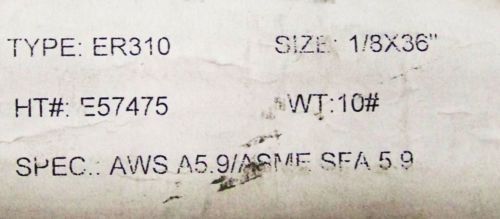 TYPE: ER310 SIZE: 1/8X36"
HT#: E57475 WT:10#
SPEC.: AWS A5.9/ASME SFA 5.9